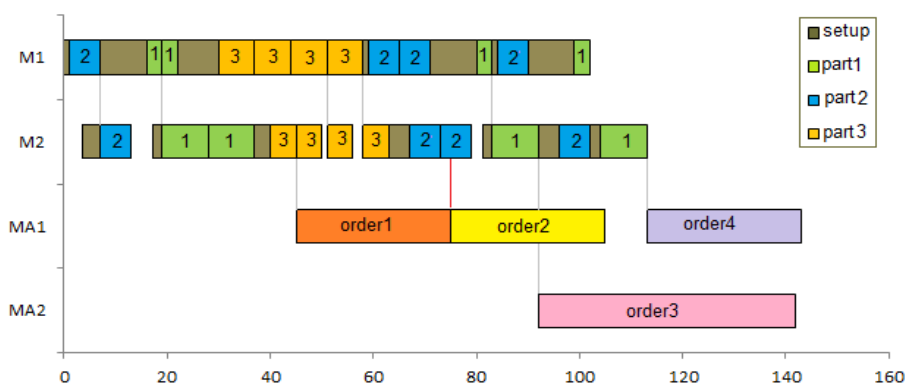 M1 2 1 1 3 3 3 3 2 2 1 2 1
M2 2 1 1 3 3 3 3 2 2 1 2 1
MA1 order1 order2 order4
MA2 order3
0 20 40 60 80 100 120 140 160
setup
part1
part2
part3